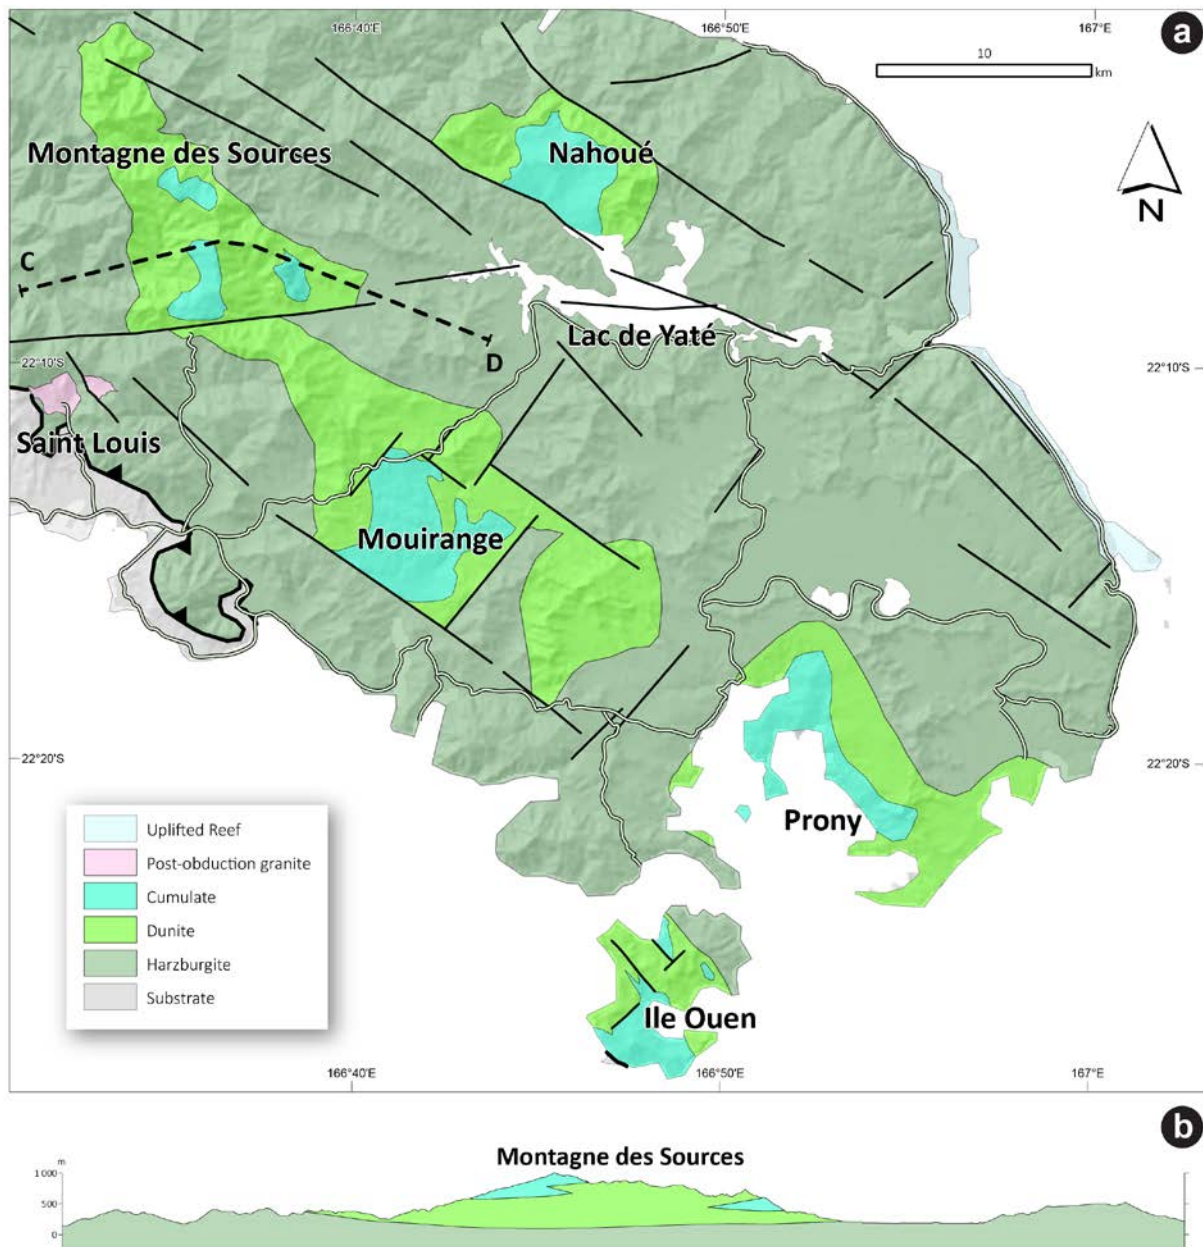 a
166°40'E
166°50'E
167°E
10
km
Montagne des Sources
Nahoué
N
C
D
Lac de Yaté
22°10'S
22°10'S
Saint Louis
Mouirange
22°20'S
22°20'S
Prony
Uplifted Reef
Post-obduction granite
Cumulate
Dunite
Harzburgite
Substrate
Ile Ouen
166°40'E
166°50'E
167°E
b
Montagne des Sources
m
1 000
500
0